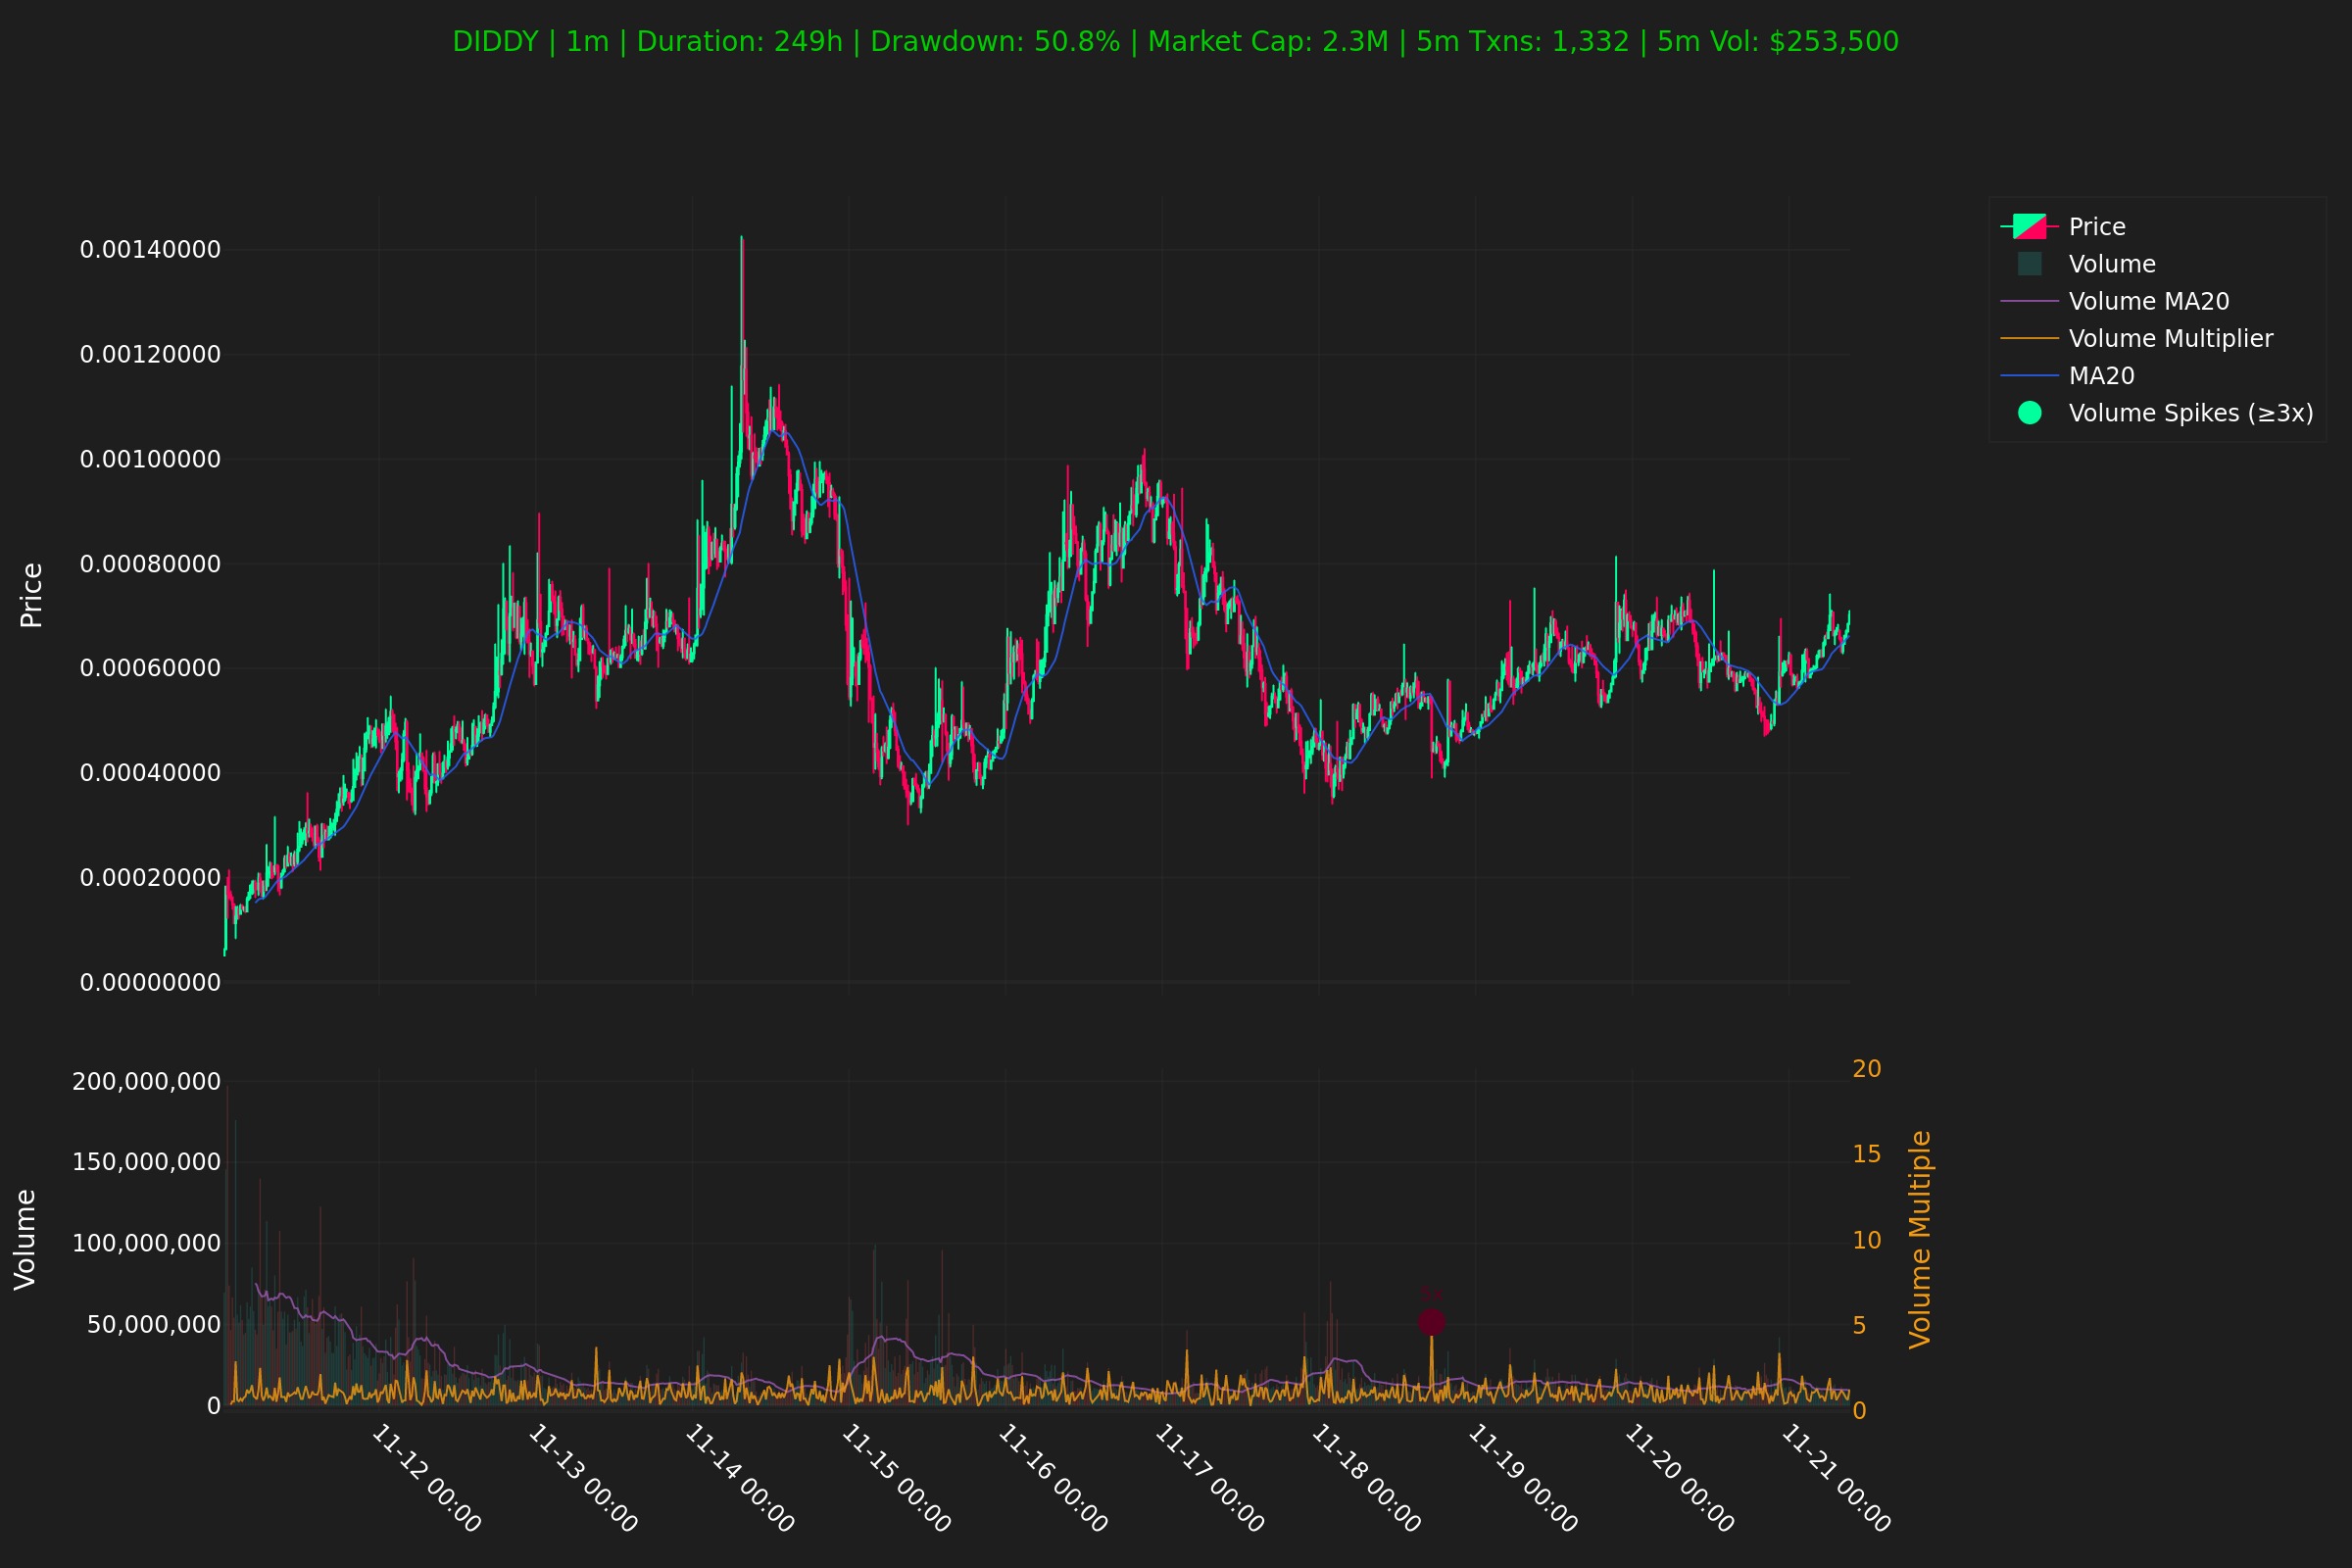 DIDDY | 1m | Duration: 249h | Drawdown: 50.8% | Market Cap: 2.3M | 5m Txns: 1,332 | 5m Vol: $253,500
Price
0.00140000
0.00120000
0.00100000
0.00080000
0.00060000
0.00040000
0.00020000
0.00000000
Price
Volume
Volume MA20
Volume Multiplier
MA20
Volume Spikes (≥3x)
Volume
200,000,000
150,000,000
100,000,000
50,000,000
0
20
15
10
5
0
Volume Multiple
11-12 00:00
11-13 00:00
11-14 00:00
11-15 00:00
11-16 00:00
11-17 00:00
11-18 00:00
11-19 00:00
11-20 00:00
11-21 00:00